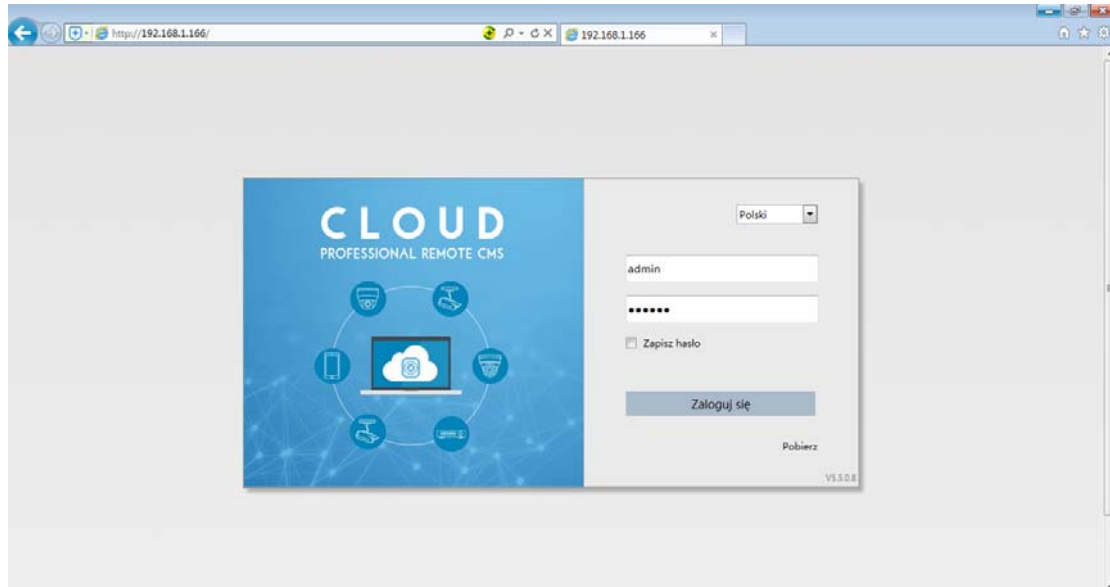 http://192.168.1.166/
192.168.1.166
CLOUD
PROFESSIONAL REMOTE CMS
Polski
admin
••••••
Zapisz hasło
Zaloguj się
Pobierz
V5.5.0.8